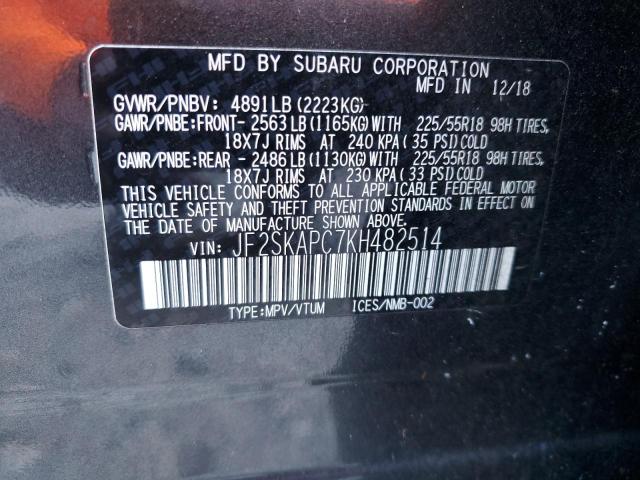 MFD BY SUBARU CORPORATION
MFD IN 12/18
GVWR/PNBV: 4891LB(2223KG)
GAWR/PNBE:FRONT- 2563LB(1165KG)WITH 225/55R18 98H TIRES,
18X7J RIMS AT 240 KPA(35 PSI)COLD
GAWR/PNBE:REAR - 2486LB(1130KG)WITH 225/55R18 98H TIRES,
18X7J RIMS AT 230 KPA(33 PSI)COLD
THIS VEHICLE CONFORMS TO ALL APPLICABLE FEDERAL MOTOR
VEHICLE SAFETY AND THEFT PREVENTION STANDARDS IN EFFECT ON
THE DATE OF MANUFACTURE SHOWN ABOVE.
VIN: JF2SKAPC7KH482514
TYPE:MPV/VTUM ICES/NMB-002